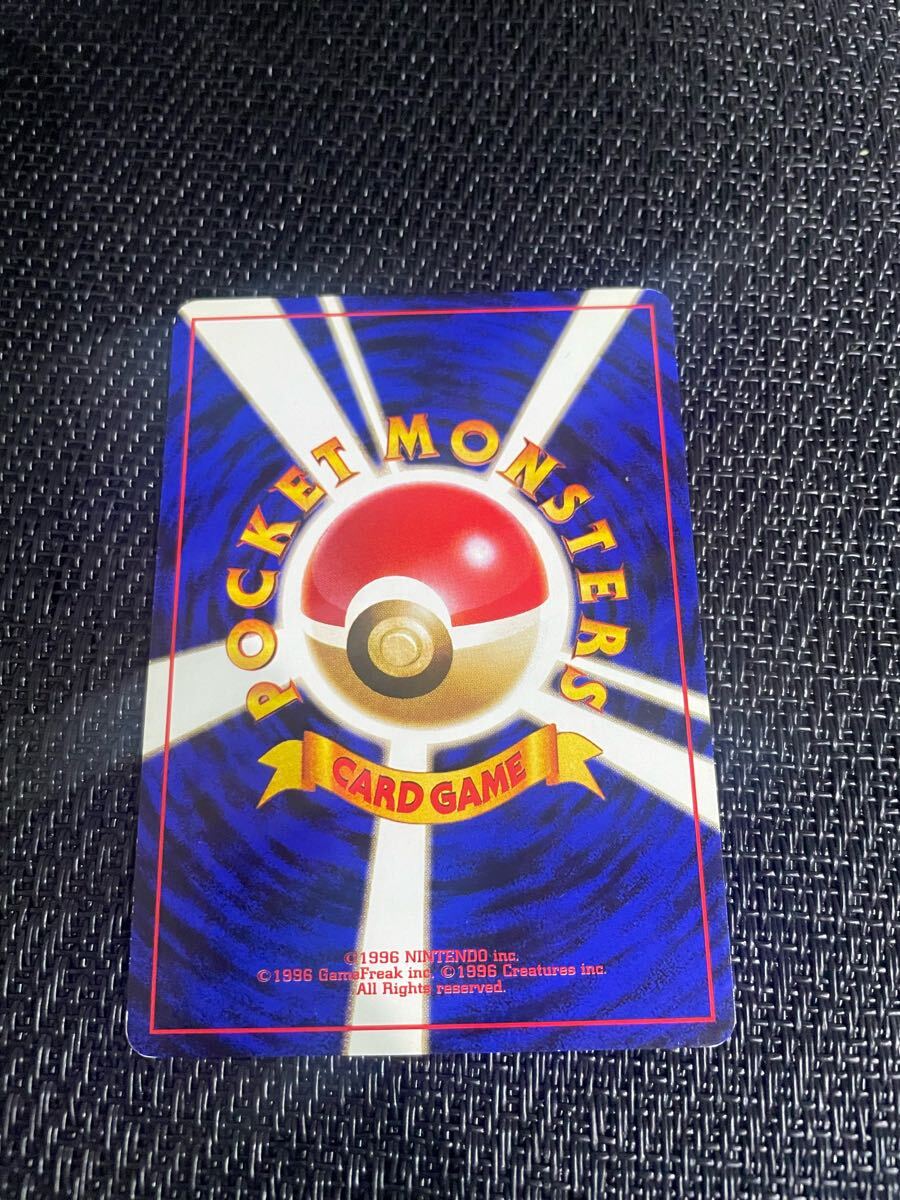 POCKET MONSTERS
CARD GAME
©1996 NINTENDO inc.
©1996 GameFreak inc. ©1996 Creatures inc.
All Rights reserved.